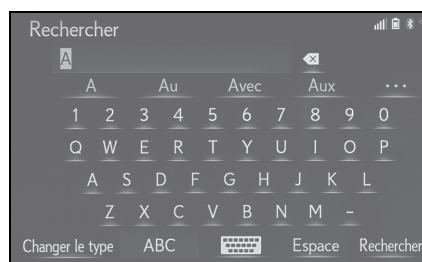 Rechercher
A
A Au Avec Aux ...
1 2 3 4 5 6 7 8 9 0
Q W E R T Y U I O P
A S D F G H J K L
Z X C V B N M -
Changer le type ABC Espace Rechercher